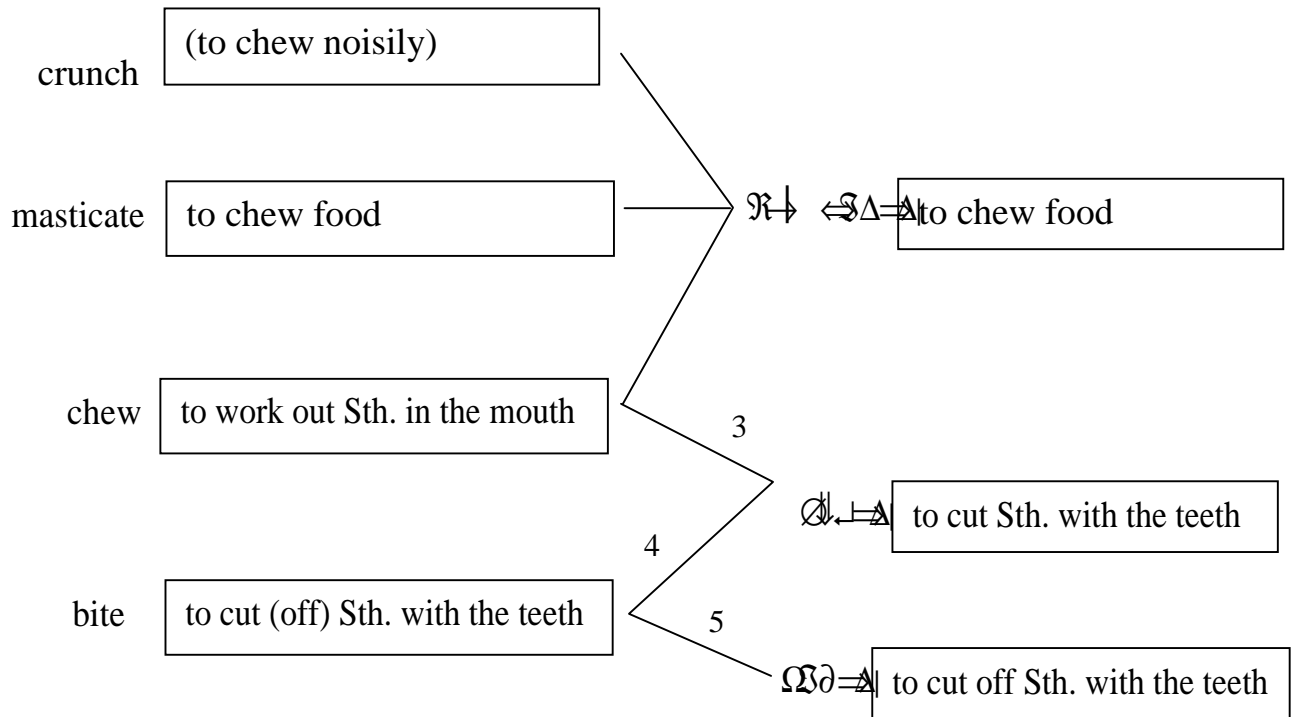 (to chew noisily)
crunch
masticate
to chew food
to chew food
chew
to work out Sth. in the mouth
3
to cut Sth. with the teeth
4
bite
to cut (off) Sth. with the teeth
5
to cut off Sth. with the teeth